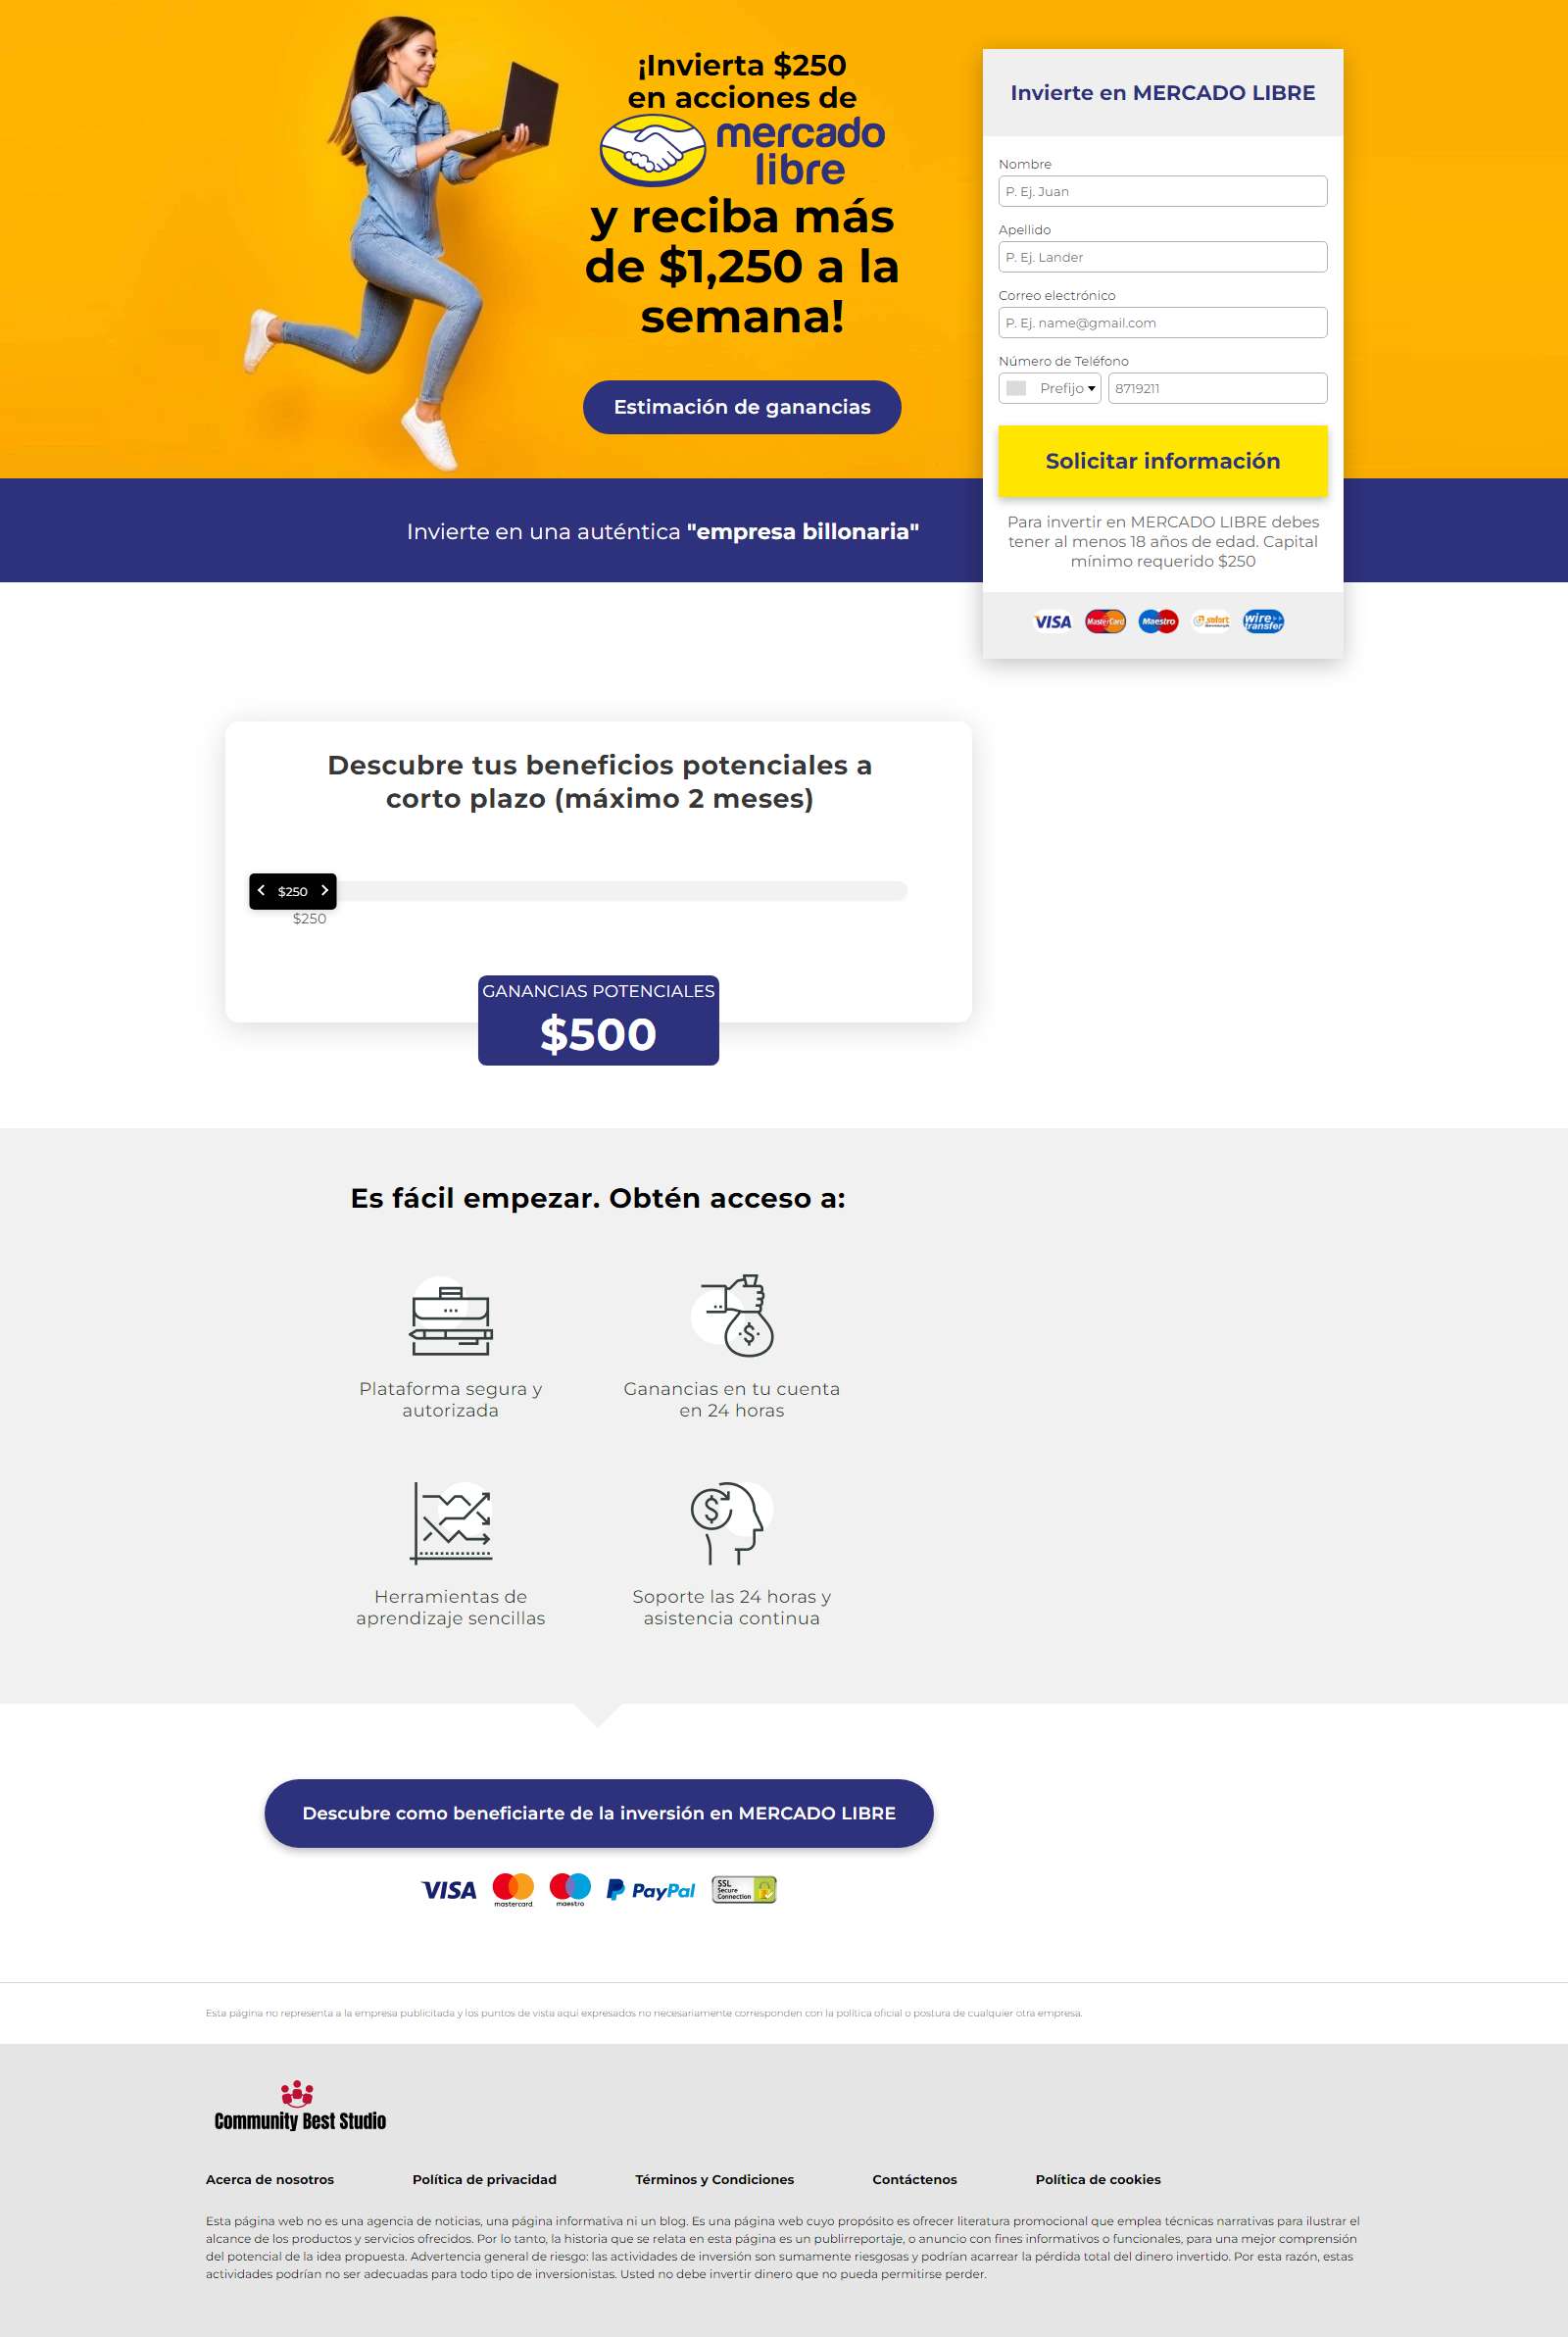 ¡Invierta $250
en acciones de
mercado
libre
y reciba más
de $1,250 a la
semana!
Estimación de ganancias
Invierte en una auténtica "empresa billonaria"
Invierte en MERCADO LIBRE
Nombre
P. Ej. Juan
Apellido
P. Ej. Lander
Correo electrónico
P. Ej. name@gmail.com
Número de Teléfono
Prefijo 8719211
Solicitar información
Para invertir en MERCADO LIBRE debes
tener al menos 18 años de edad. Capital
mínimo requerido $250
VISA MasterCard Maestro sofort wire transfer
Descubre tus beneficios potenciales a
corto plazo (máximo 2 meses)
$250
$250
GANANCIAS POTENCIALES
$500
Es fácil empezar. Obtén acceso a:
Plataforma segura y
autorizada
Ganancias en tu cuenta
en 24 horas
Herramientas de
aprendizaje sencillas
Soporte las 24 horas y
asistencia continua
Descubre como beneficiarte de la inversión en MERCADO LIBRE
VISA mastercard maestro PayPal SSL Secure Connection
Esta página no representa a la empresa publicitada y los puntos de vista aquí expresados no necesariamente corresponden con la política oficial o postura de cualquier otra empresa.
Community Best Studio
Acerca de nosotros Política de privacidad Términos y Condiciones Contáctenos Política de cookies
Esta página web no es una agencia de noticias, una página informativa ni un blog. Es una página web cuyo propósito es ofrecer literatura promocional que emplea técnicas narrativas para ilustrar el
alcance de los productos y servicios ofrecidos. Por lo tanto, la historia que se relata en esta página es un publirreportaje, o anuncio con fines informativos o funcionales, para una mejor comprensión
del potencial de la idea propuesta. Advertencia general de riesgo: las actividades de inversión son sumamente riesgosas y podrían acarrear la pérdida total del dinero invertido. Por esta razón, estas
actividades podrían no ser adecuadas para todo tipo de inversionistas. Usted no debe invertir dinero que no pueda permitirse perder.